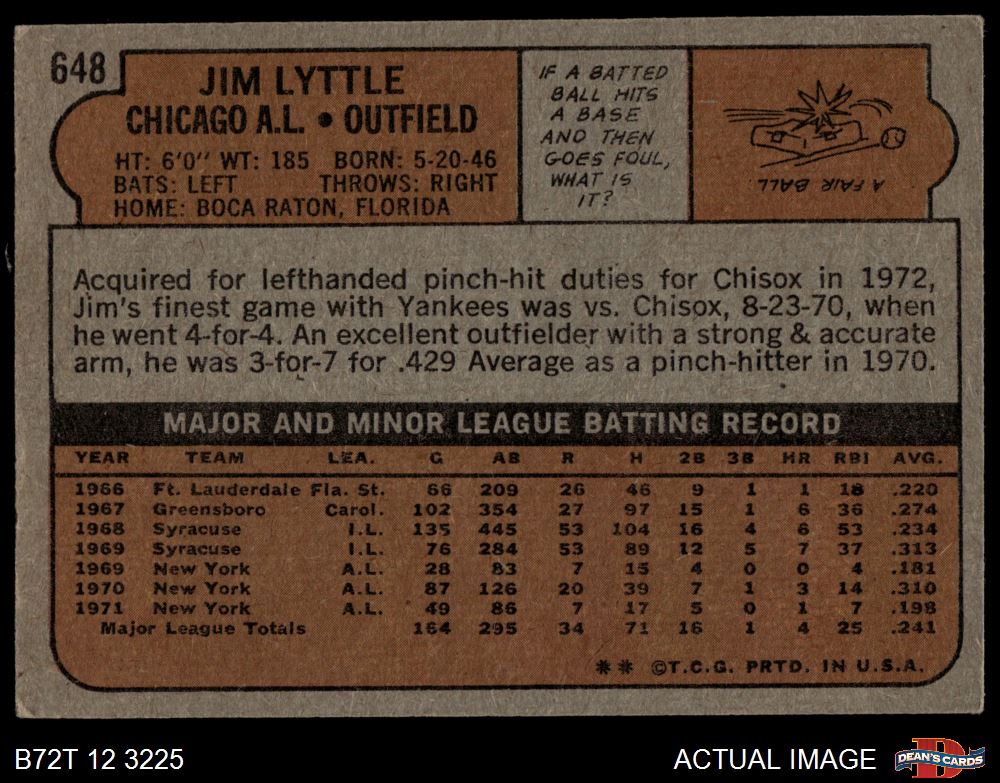 648
JIM LYTTLE
CHICAGO A.L. • OUTFIELD
HT: 6'0" WT: 185 BORN: 5-20-46
BATS: LEFT THROWS: RIGHT
HOME: BOCA RATON, FLORIDA
IF A BATTED
BALL HITS
A BASE
AND THEN
GOES FOUL,
WHAT IS
IT?
A FAIR BALL.
Acquired for lefthanded pinch-hit duties for Chisox in 1972,
Jim's finest game with Yankees was vs. Chisox, 8-23-70, when
he went 4-for-4. An excellent outfielder with a strong & accurate
arm, he was 3-for-7 for .429 Average as a pinch-hitter in 1970.
MAJOR AND MINOR LEAGUE BATTING RECORD
YEAR TEAM LEA. G AB R H 2B 3B HR RBI AVG.
1966 Ft. Lauderdale Fla. St. 66 209 26 46 9 1 1 18 .220
1967 Greensboro Carol. 102 354 27 97 15 1 6 36 .274
1968 Syracuse I.L. 135 445 53 104 16 4 6 53 .234
1969 Syracuse I.L. 76 284 53 89 12 5 7 37 .313
1969 New York A.L. 28 83 7 15 4 0 0 4 .181
1970 New York A.L. 87 126 20 39 7 1 3 14 .310
1971 New York A.L. 49 86 7 17 5 0 1 7 .198
Major League Totals 164 295 34 71 16 1 4 25 .241
** ©T.C.G. PRTD. IN U.S.A.
B72T 12 3225
ACTUAL IMAGE
D
DEAN'S CARDS